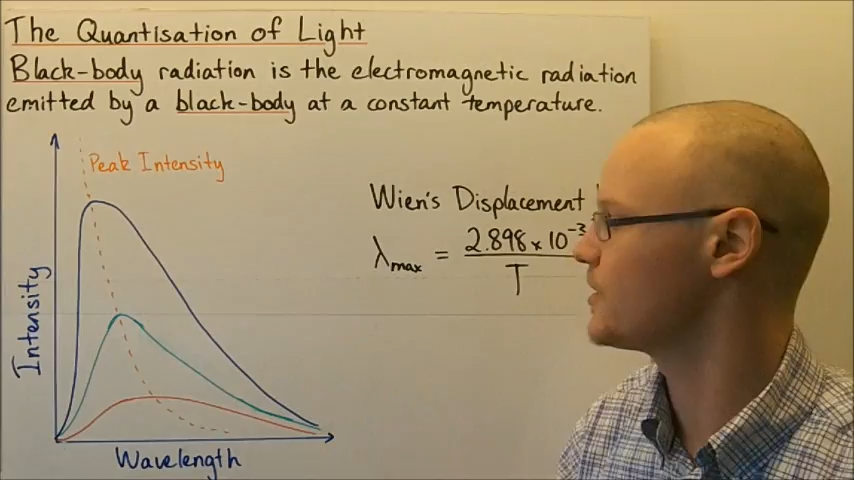 The Quantisation of Light
Black-body radiation is the electromagnetic radiation
emitted by a black-body at a constant temperature.
Peak Intensity
Intensity
Wavelength
Wien's Displacement
λmax = 2.898 × 10⁻³
T